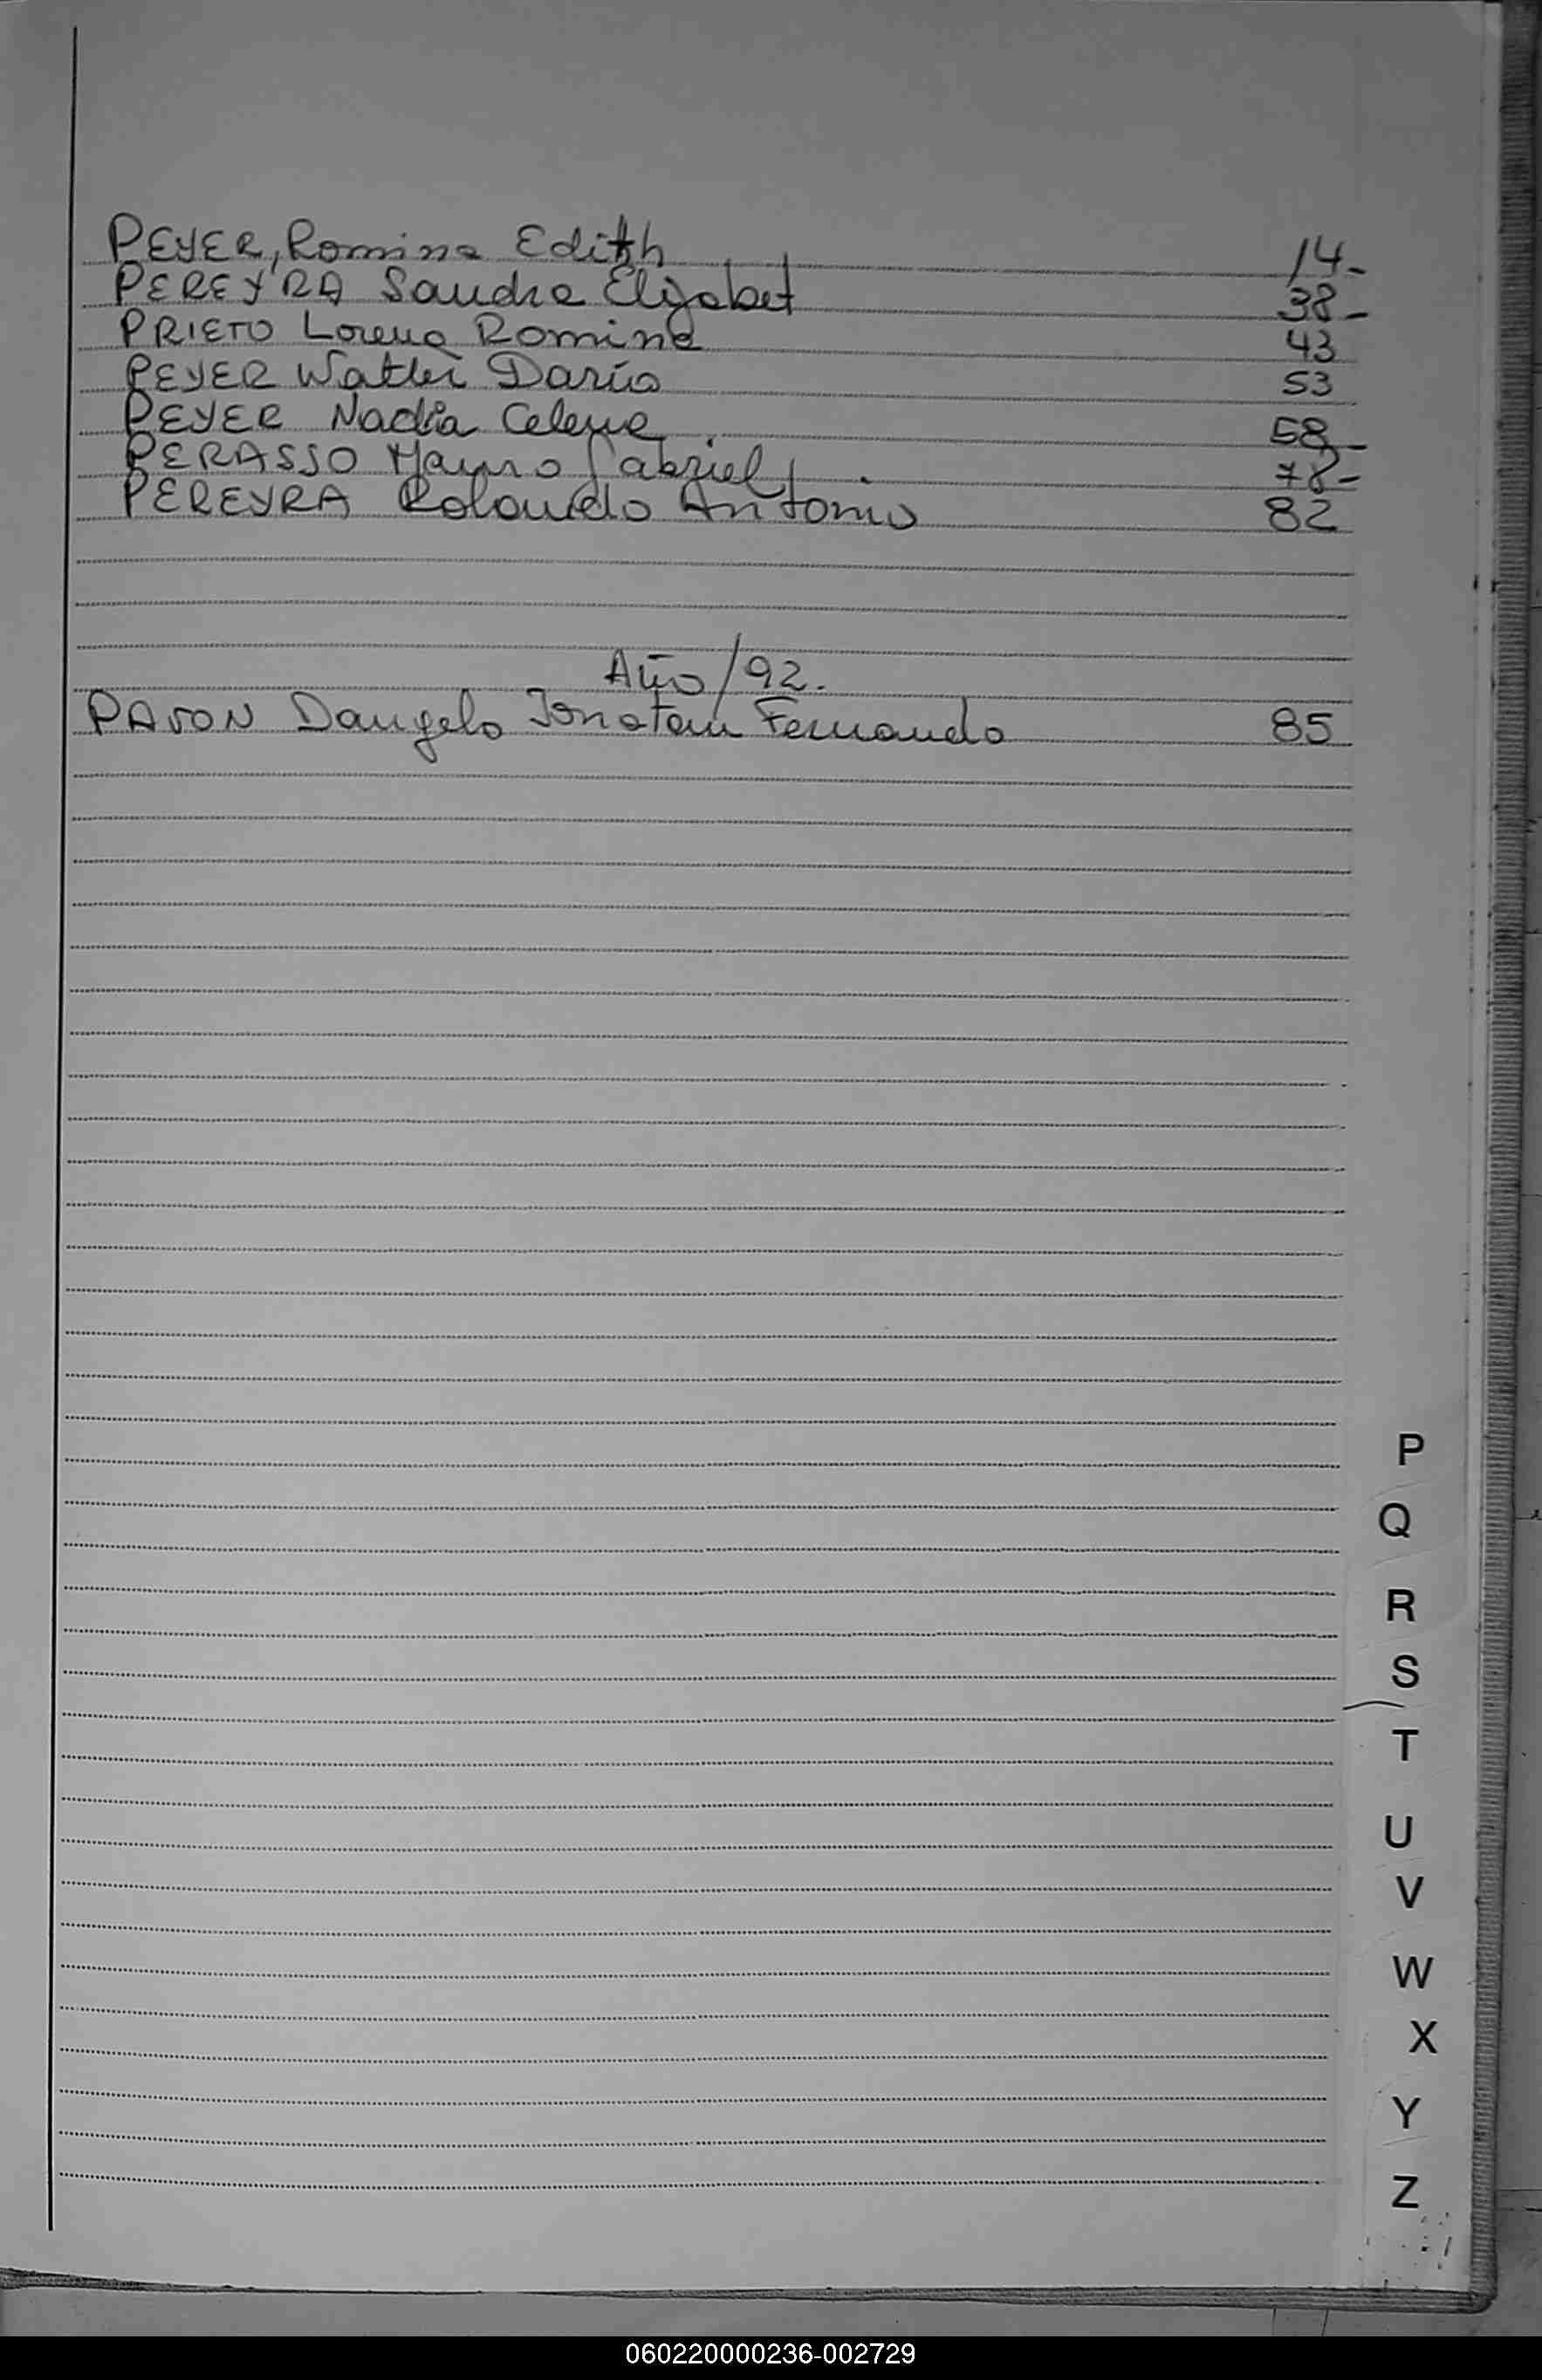 PEYER, Romina Edith 14-
PEREYRA Sandra Elizabet 38-
PRIETO Lorena Romina 43
PEYER Walter Darío 53
PEYER Nadia Celene 58-
PERASSO Mauro Gabriel 78-
PEREYRA Rolando Antonio 82
Año/92.
PAVON Dangelo Jonatan Fernando 85
P
Q
R
S
T
U
V
W
X
Y
Z
060220000236-002729